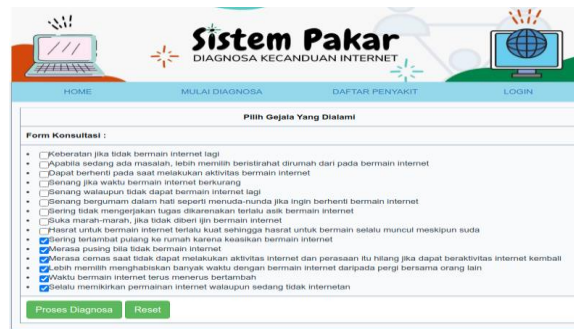 Sistem Pakar
DIAGNOSA KECANDUAN INTERNET
HOME MULAI DIAGNOSA DAFTAR PENYAKIT LOGIN
Pilih Gejala Yang Dialami
Form Konsultasi :
Keberatan jika tidak bermain internet lagi
Apabila sedang ada masalah, lebih memilih beristirahat dirumah dari pada bermain internet
Dapat berhenti pada saat melakukan aktivitas bermain internet
Senang jika waktu bermain internet berkurang
Senang walaupun tidak dapat bermain internet lagi
Senang bergumam dalam hati seperti menuda-nunda jika ingin berhenti bermain internet
Sering tidak mengerjakan tugas dikarenakan terlalu asik bermain internet
Suka marah-marah, jika tidak diberi ijin bermain internet
Hasrat untuk bermain internet terlalu kuat sehingga hasrat untuk bermain selalu muncul meskipun suda
Sering terlambat pulang ke rumah karena keasikan bermain internet
Merasa pusing bila tidak bermain internet
Merasa cemas saat tidak dapat melakukan aktivitas internet dan perasaan itu hilang jika dapat beraktivitas internet kembali
Lebih memilih menghabiskan banyak waktu dengan bermain internet daripada pergi bersama orang lain
Waktu bermain internet terus menerus bertambah
Selalu memikirkan permainan internet walaupun sedang tidak internetan
Proses Diagnosa Reset